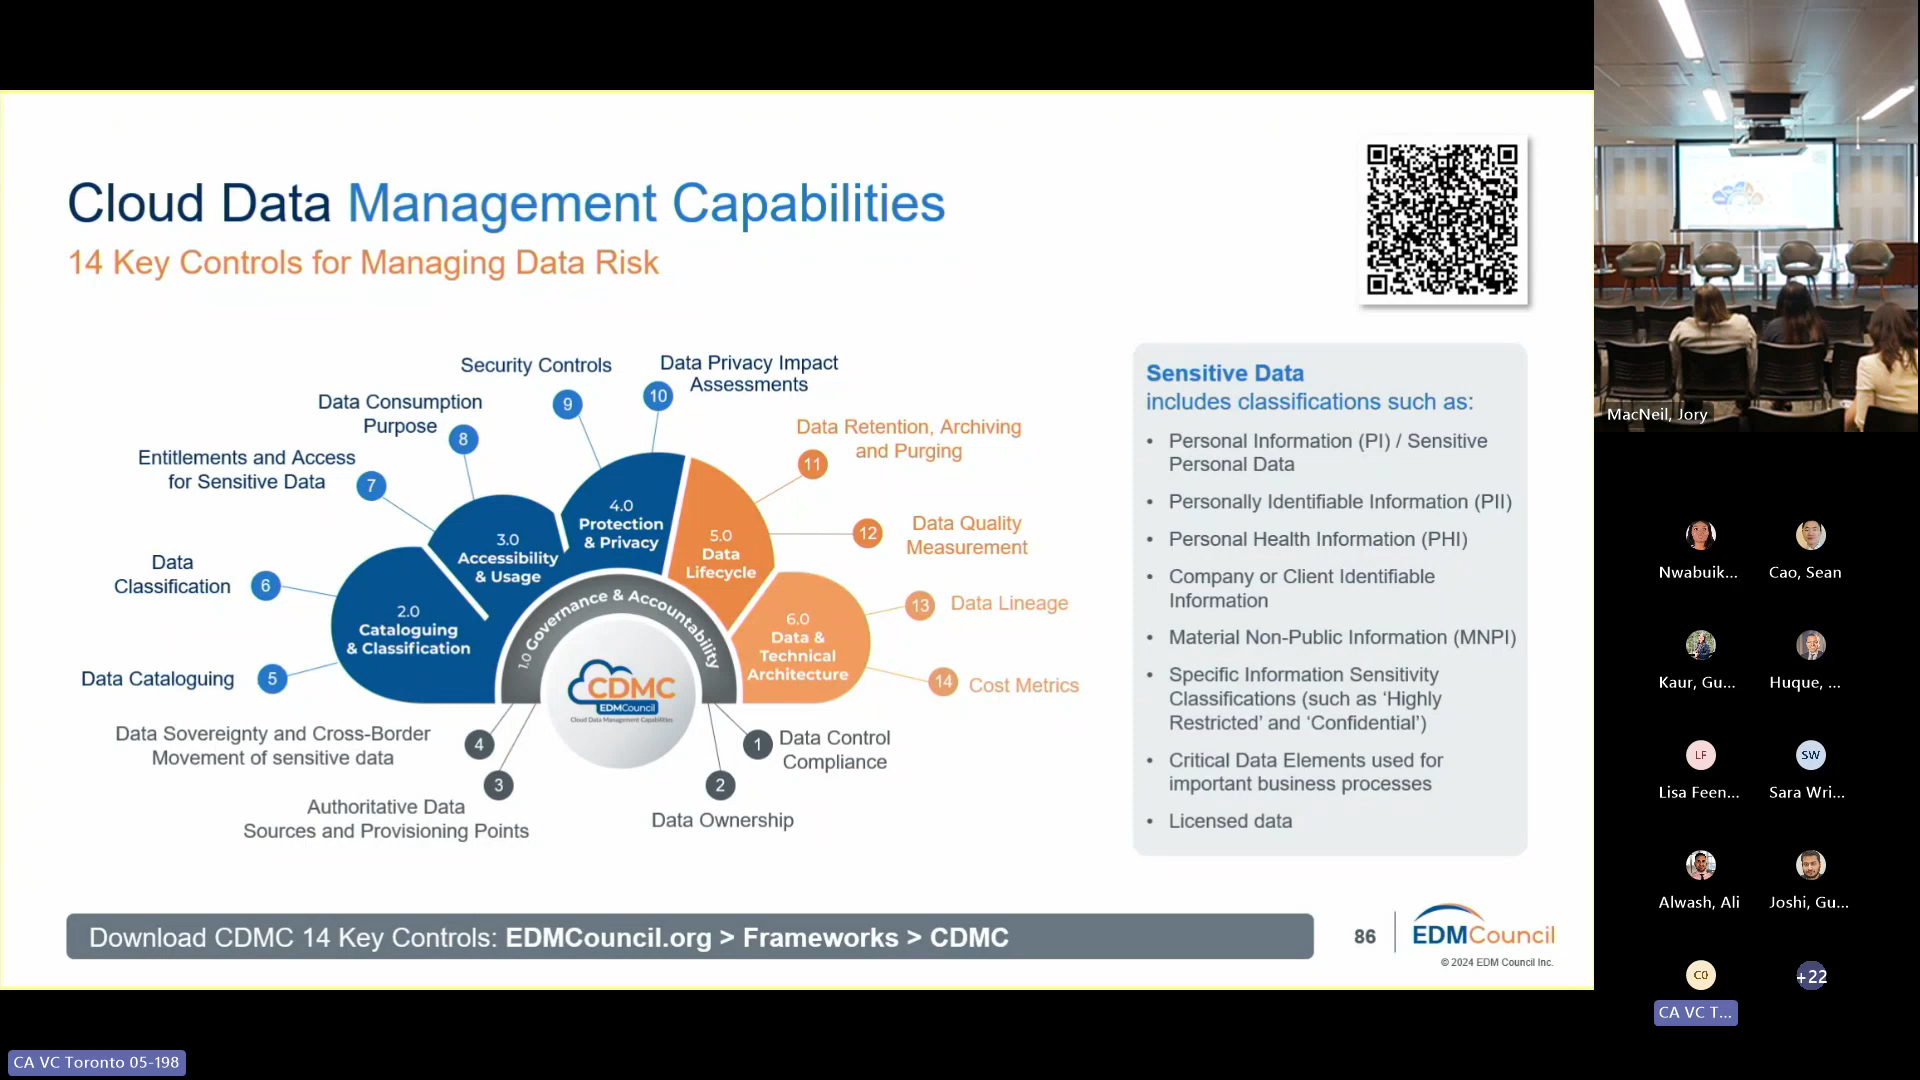 Cloud Data Management Capabilities
14 Key Controls for Managing Data Risk
Security Controls
9
Data Privacy Impact
Assessments
10
Data Consumption
Purpose
8
Data Retention, Archiving
and Purging
11
Entitlements and Access
for Sensitive Data
7
Data Quality
Measurement
12
Data
Classification
6
Data Lineage
13
Data Cataloguing
5
Cost Metrics
14
4.0
Protection
& Privacy
3.0
Accessibility
& Usage
5.0
Data
Lifecycle
2.0
Cataloguing
& Classification
6.0
Data &
Technical
Architecture
1.0 Governance & Accountability
CDMC
EDMCouncil
Cloud Data Management Capabilities
Data Sovereignty and Cross-Border
Movement of sensitive data
4
1
Data Control
Compliance
3
Authoritative Data
Sources and Provisioning Points
2
Data Ownership
Sensitive Data
includes classifications such as:
• Personal Information (PI) / Sensitive
Personal Data
• Personally Identifiable Information (PII)
• Personal Health Information (PHI)
• Company or Client Identifiable
Information
• Material Non-Public Information (MNPI)
• Specific Information Sensitivity
Classifications (such as ‘Highly
Restricted’ and ‘Confidential’)
• Critical Data Elements used for
important business processes
• Licensed data
Download CDMC 14 Key Controls: EDMCouncil.org > Frameworks > CDMC
86
EDMCouncil
© 2024 EDM Council Inc.
CA VC Toronto 05-198
MacNeil, Jory
Nwabuik...
Cao, Sean
Kaur, Gu...
Huque, ...
LF
SW
Lisa Feen...
Sara Wri...
Alwash, Ali
Joshi, Gu...
C0
+22
CA VC T...